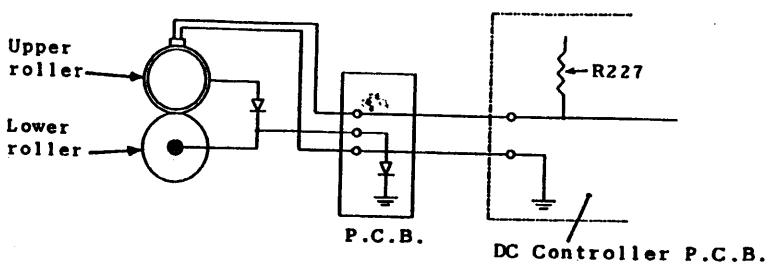 Upper
roller
Lower
roller
R227
P.C.B.
DC Controller P.C.B.